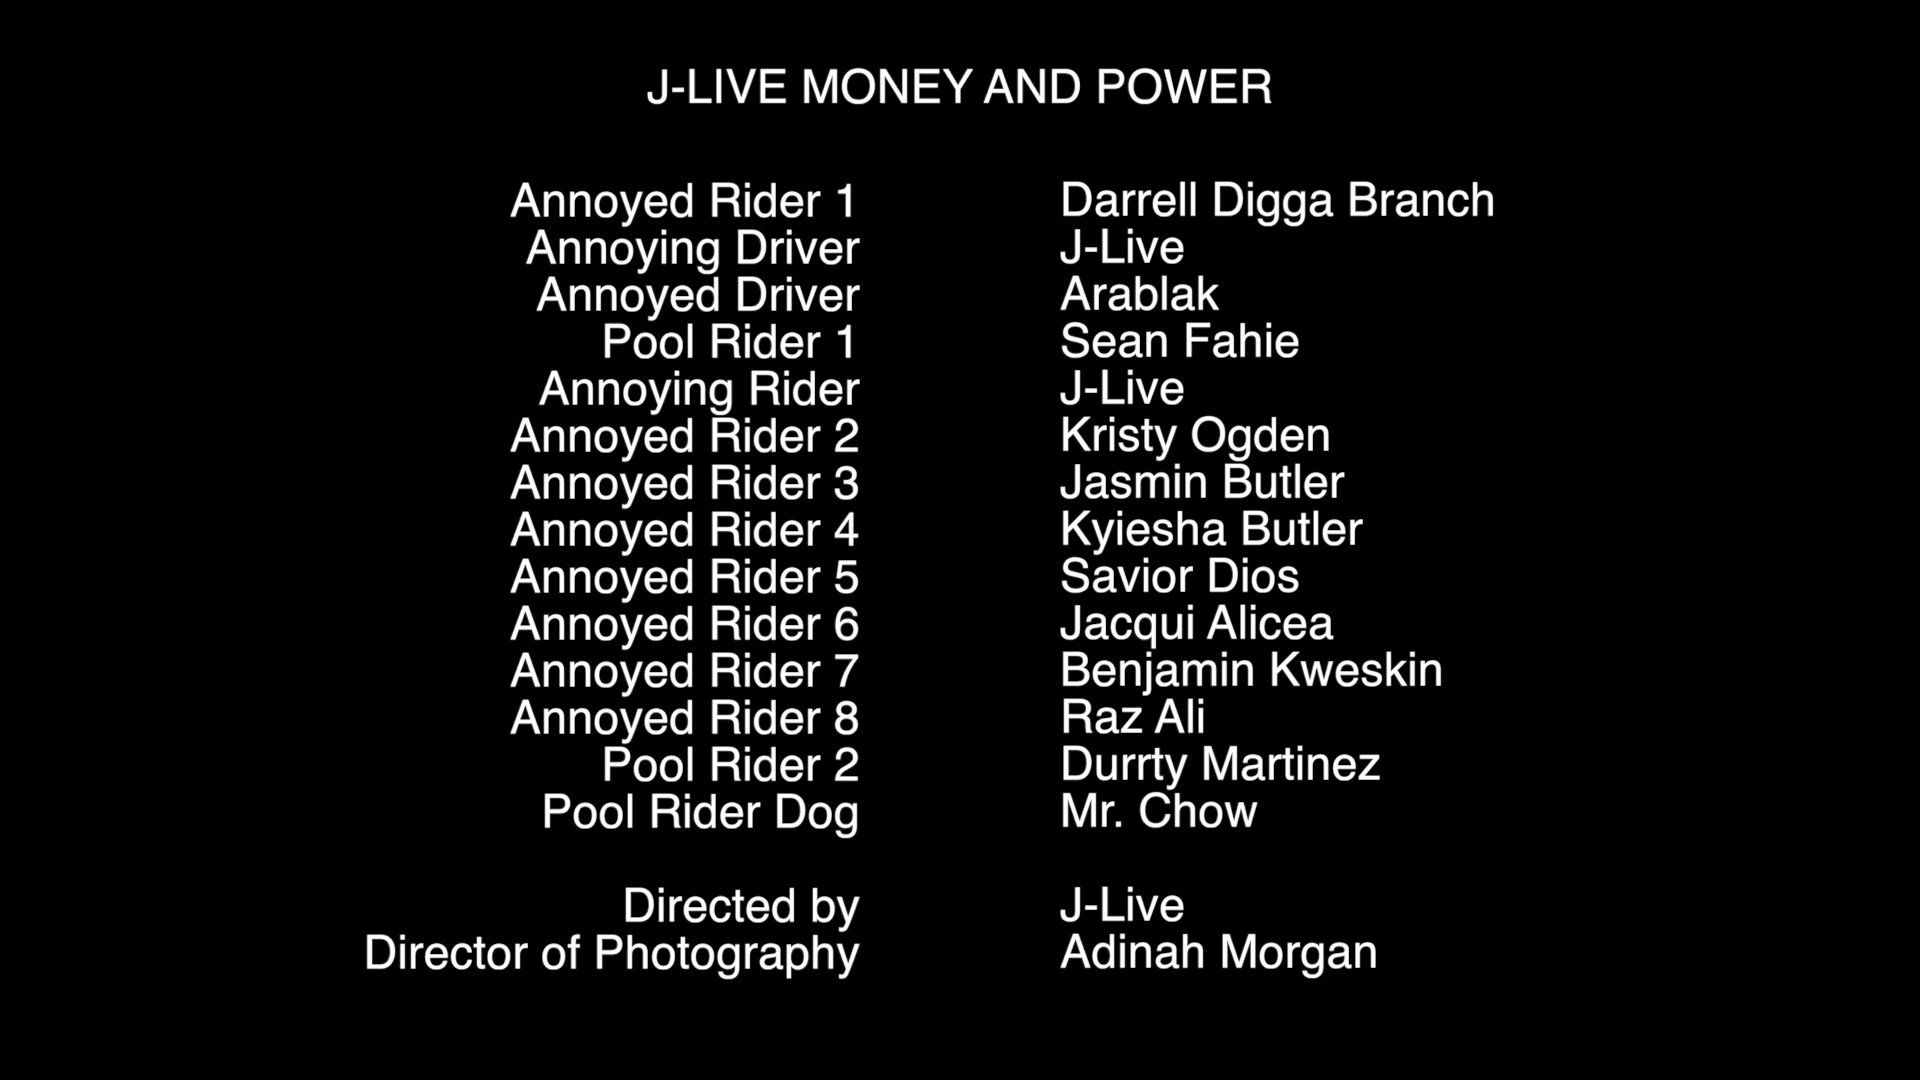 J-LIVE MONEY AND POWER
Annoyed Rider 1 Darrell Digga Branch
Annoying Driver J-Live
Annoyed Driver Arablak
Pool Rider 1 Sean Fahie
Annoying Rider J-Live
Annoyed Rider 2 Kristy Ogden
Annoyed Rider 3 Jasmin Butler
Annoyed Rider 4 Kyiesha Butler
Annoyed Rider 5 Savior Dios
Annoyed Rider 6 Jacqui Alicea
Annoyed Rider 7 Benjamin Kweskin
Annoyed Rider 8 Raz Ali
Pool Rider 2 Durrty Martinez
Pool Rider Dog Mr. Chow
Directed by J-Live
Director of Photography Adinah Morgan